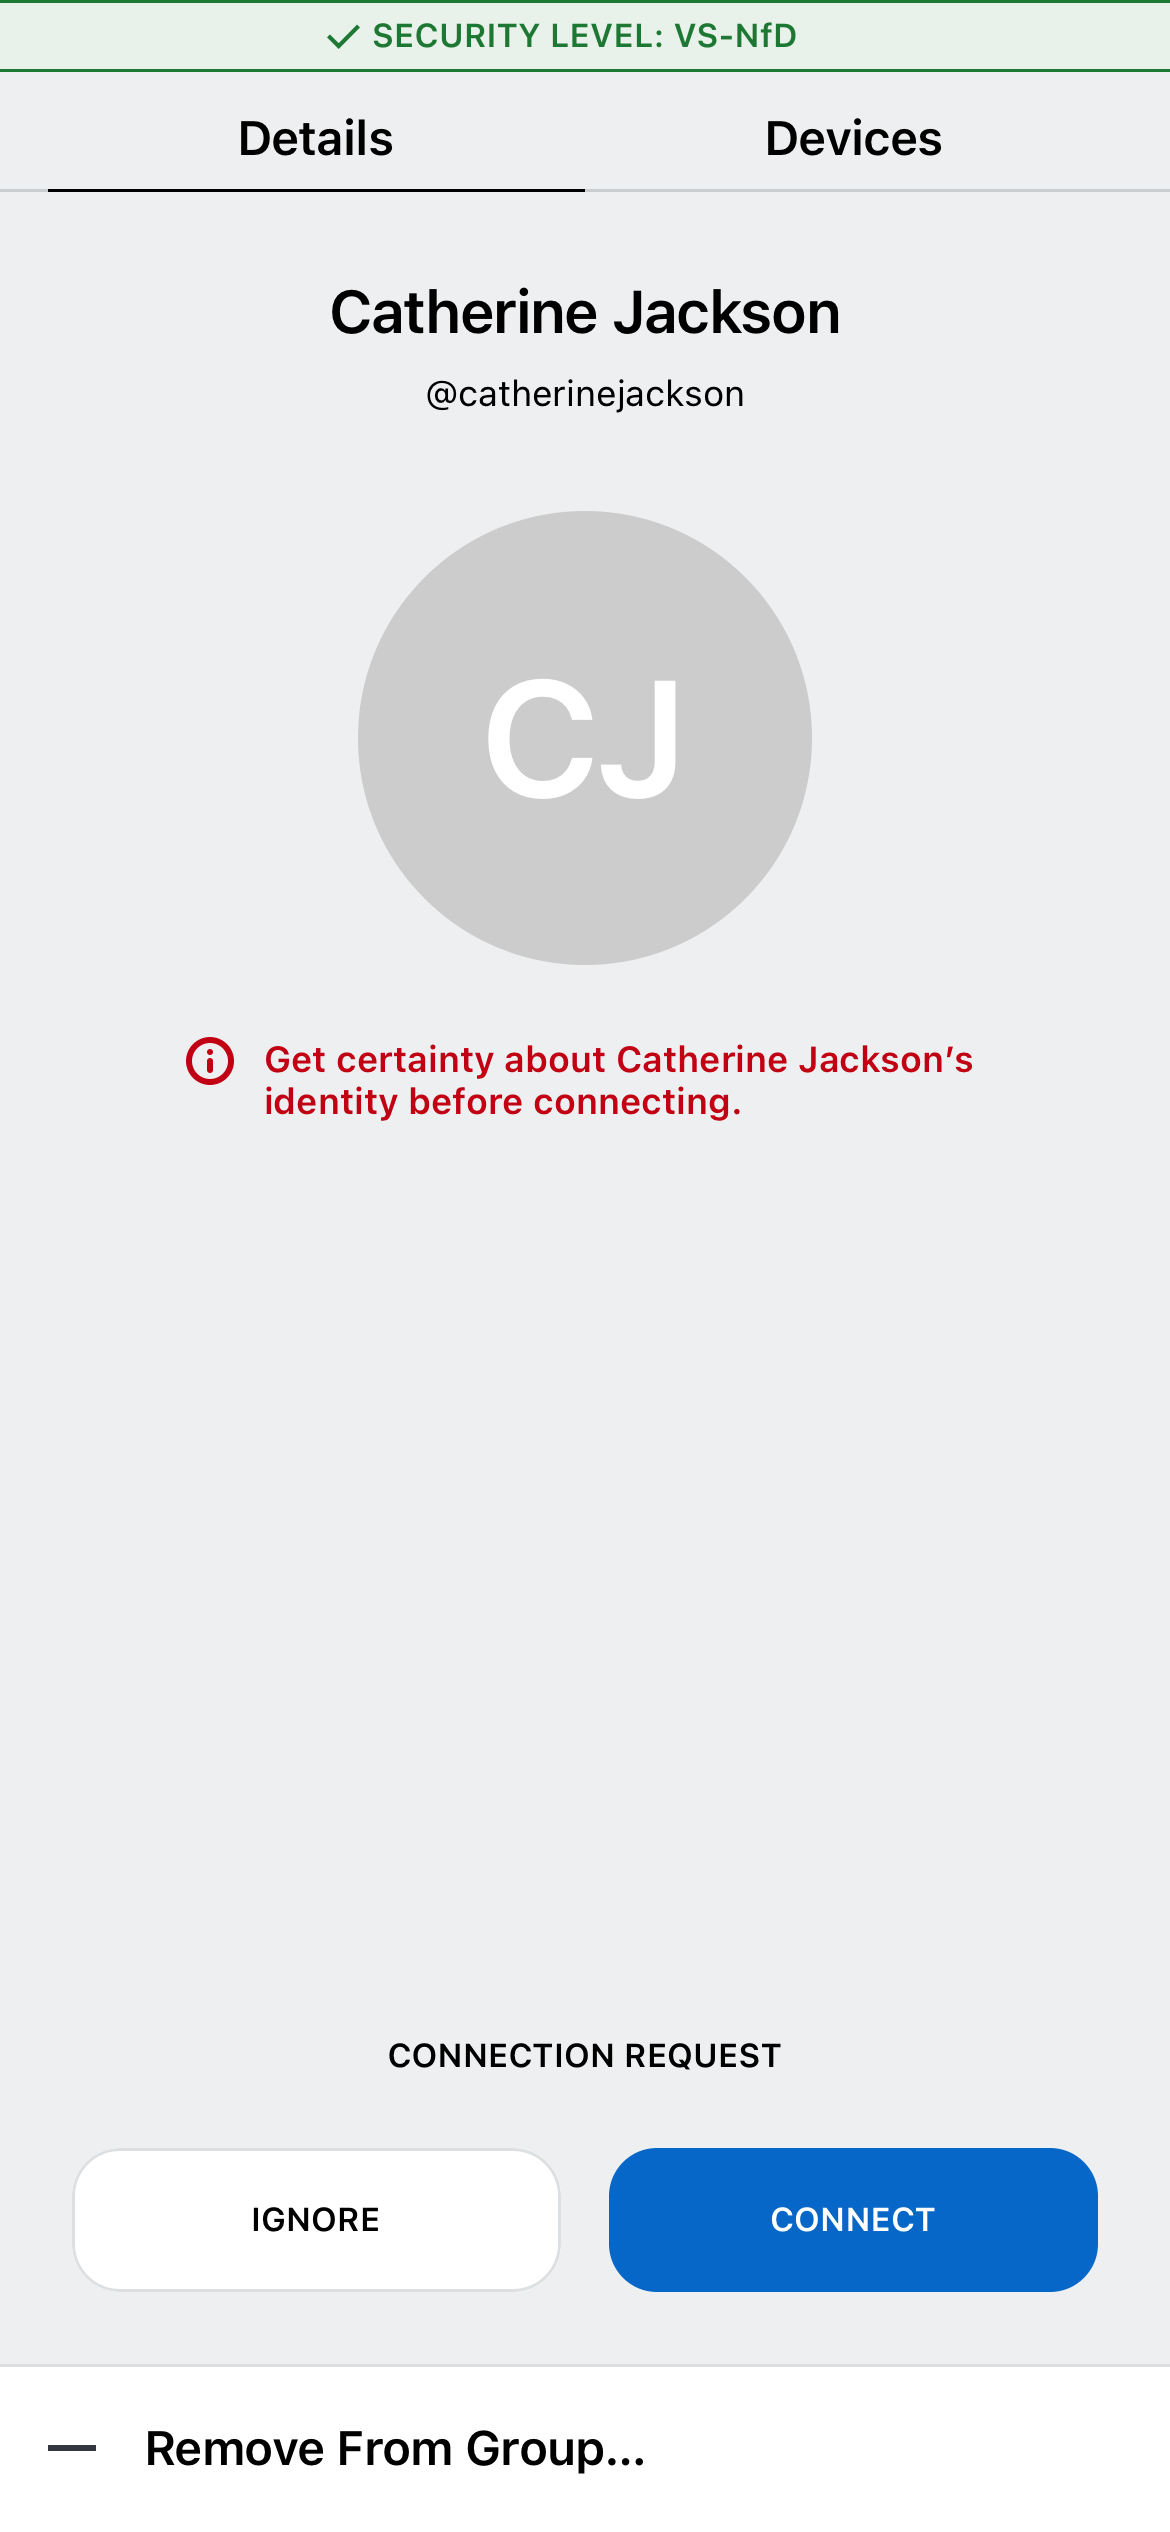 SECURITY LEVEL: VS-NfD
Details
Devices
Catherine Jackson
@catherinejackson
CJ
Get certainty about Catherine Jackson’s
identity before connecting.
CONNECTION REQUEST
IGNORE
CONNECT
Remove From Group...